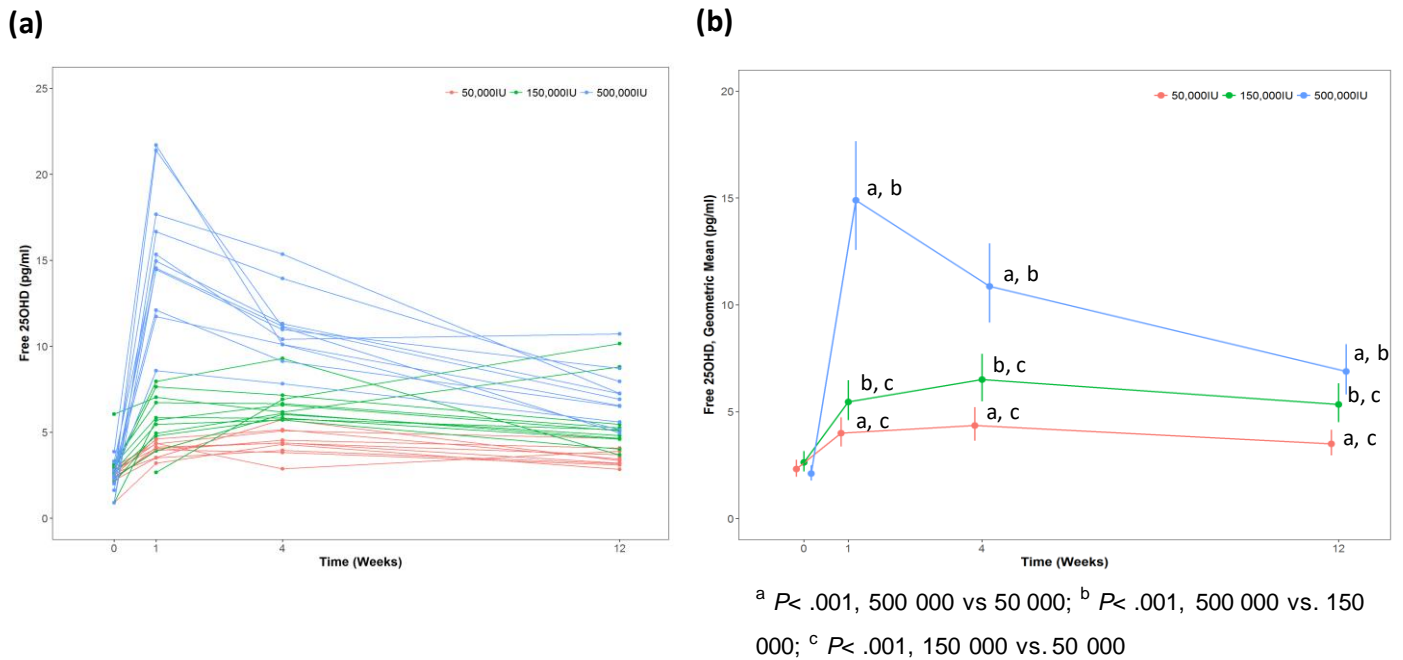 (a)
25
20
15
10
5
0
Free 25OHD (pg/ml)
50,000IU 150,000IU 500,000IU
0 1 4 12
Time (Weeks)
(b)
20
15
10
5
0
Free 25OHD, Geometric Mean (pg/ml)
50,000IU 150,000IU 500,000IU
a, b
a, b
a, b
b, c
b, c
b, c
a, c
a, c
a, c
0 1 4 12
Time (Weeks)
ᵃ P< .001, 500 000 vs 50 000; ᵇ P< .001, 500 000 vs. 150
000; ᶜ P< .001, 150 000 vs. 50 000